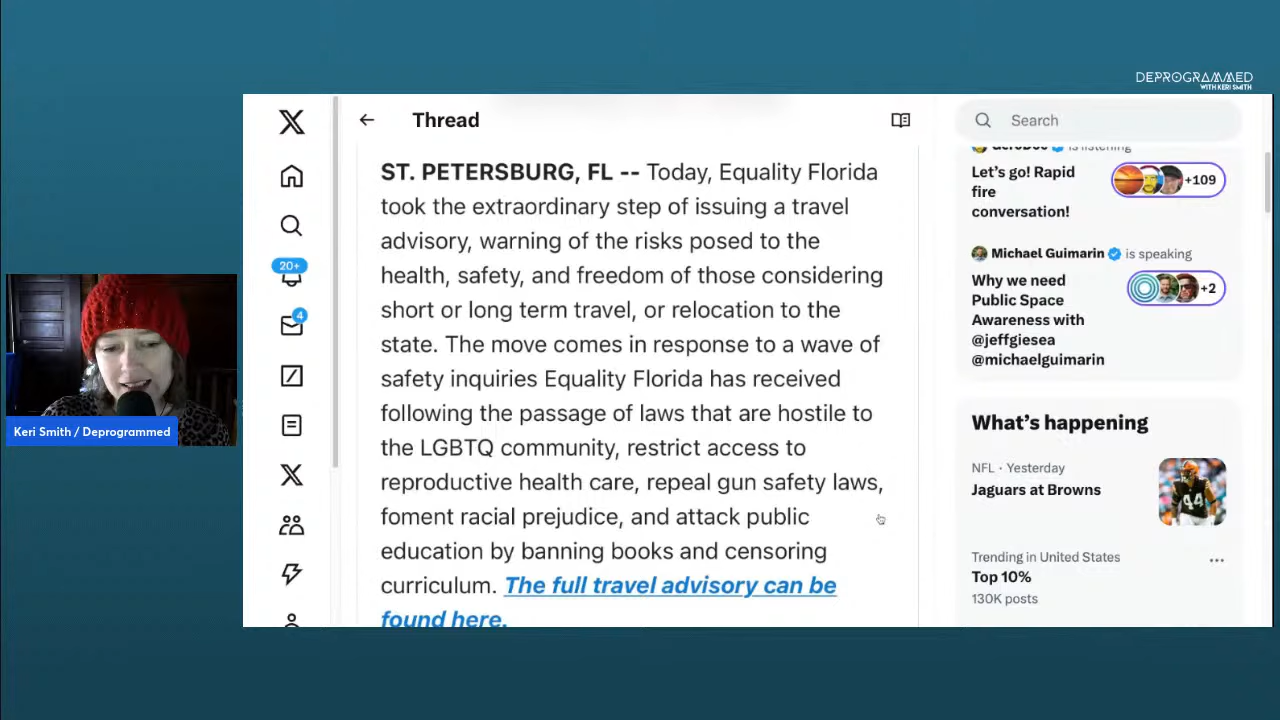 DEPROGRAMMED
WITH KERI SMITH
Thread
ST. PETERSBURG, FL -- Today, Equality Florida
took the extraordinary step of issuing a travel
advisory, warning of the risks posed to the
health, safety, and freedom of those considering
short or long term travel, or relocation to the
state. The move comes in response to a wave of
safety inquiries Equality Florida has received
following the passage of laws that are hostile to
the LGBTQ community, restrict access to
reproductive health care, repeal gun safety laws,
foment racial prejudice, and attack public
education by banning books and censoring
curriculum. The full travel advisory can be
found here.
20+
4
Search
is listening
Let's go! Rapid
fire
conversation!
+109
Michael Guimarin is speaking
Why we need
Public Space
Awareness with
@jeffgiesea
@michaelguimarin
+2
What's happening
NFL · Yesterday
Jaguars at Browns
44
Trending in United States
Top 10%
130K posts
Keri Smith / Deprogrammed